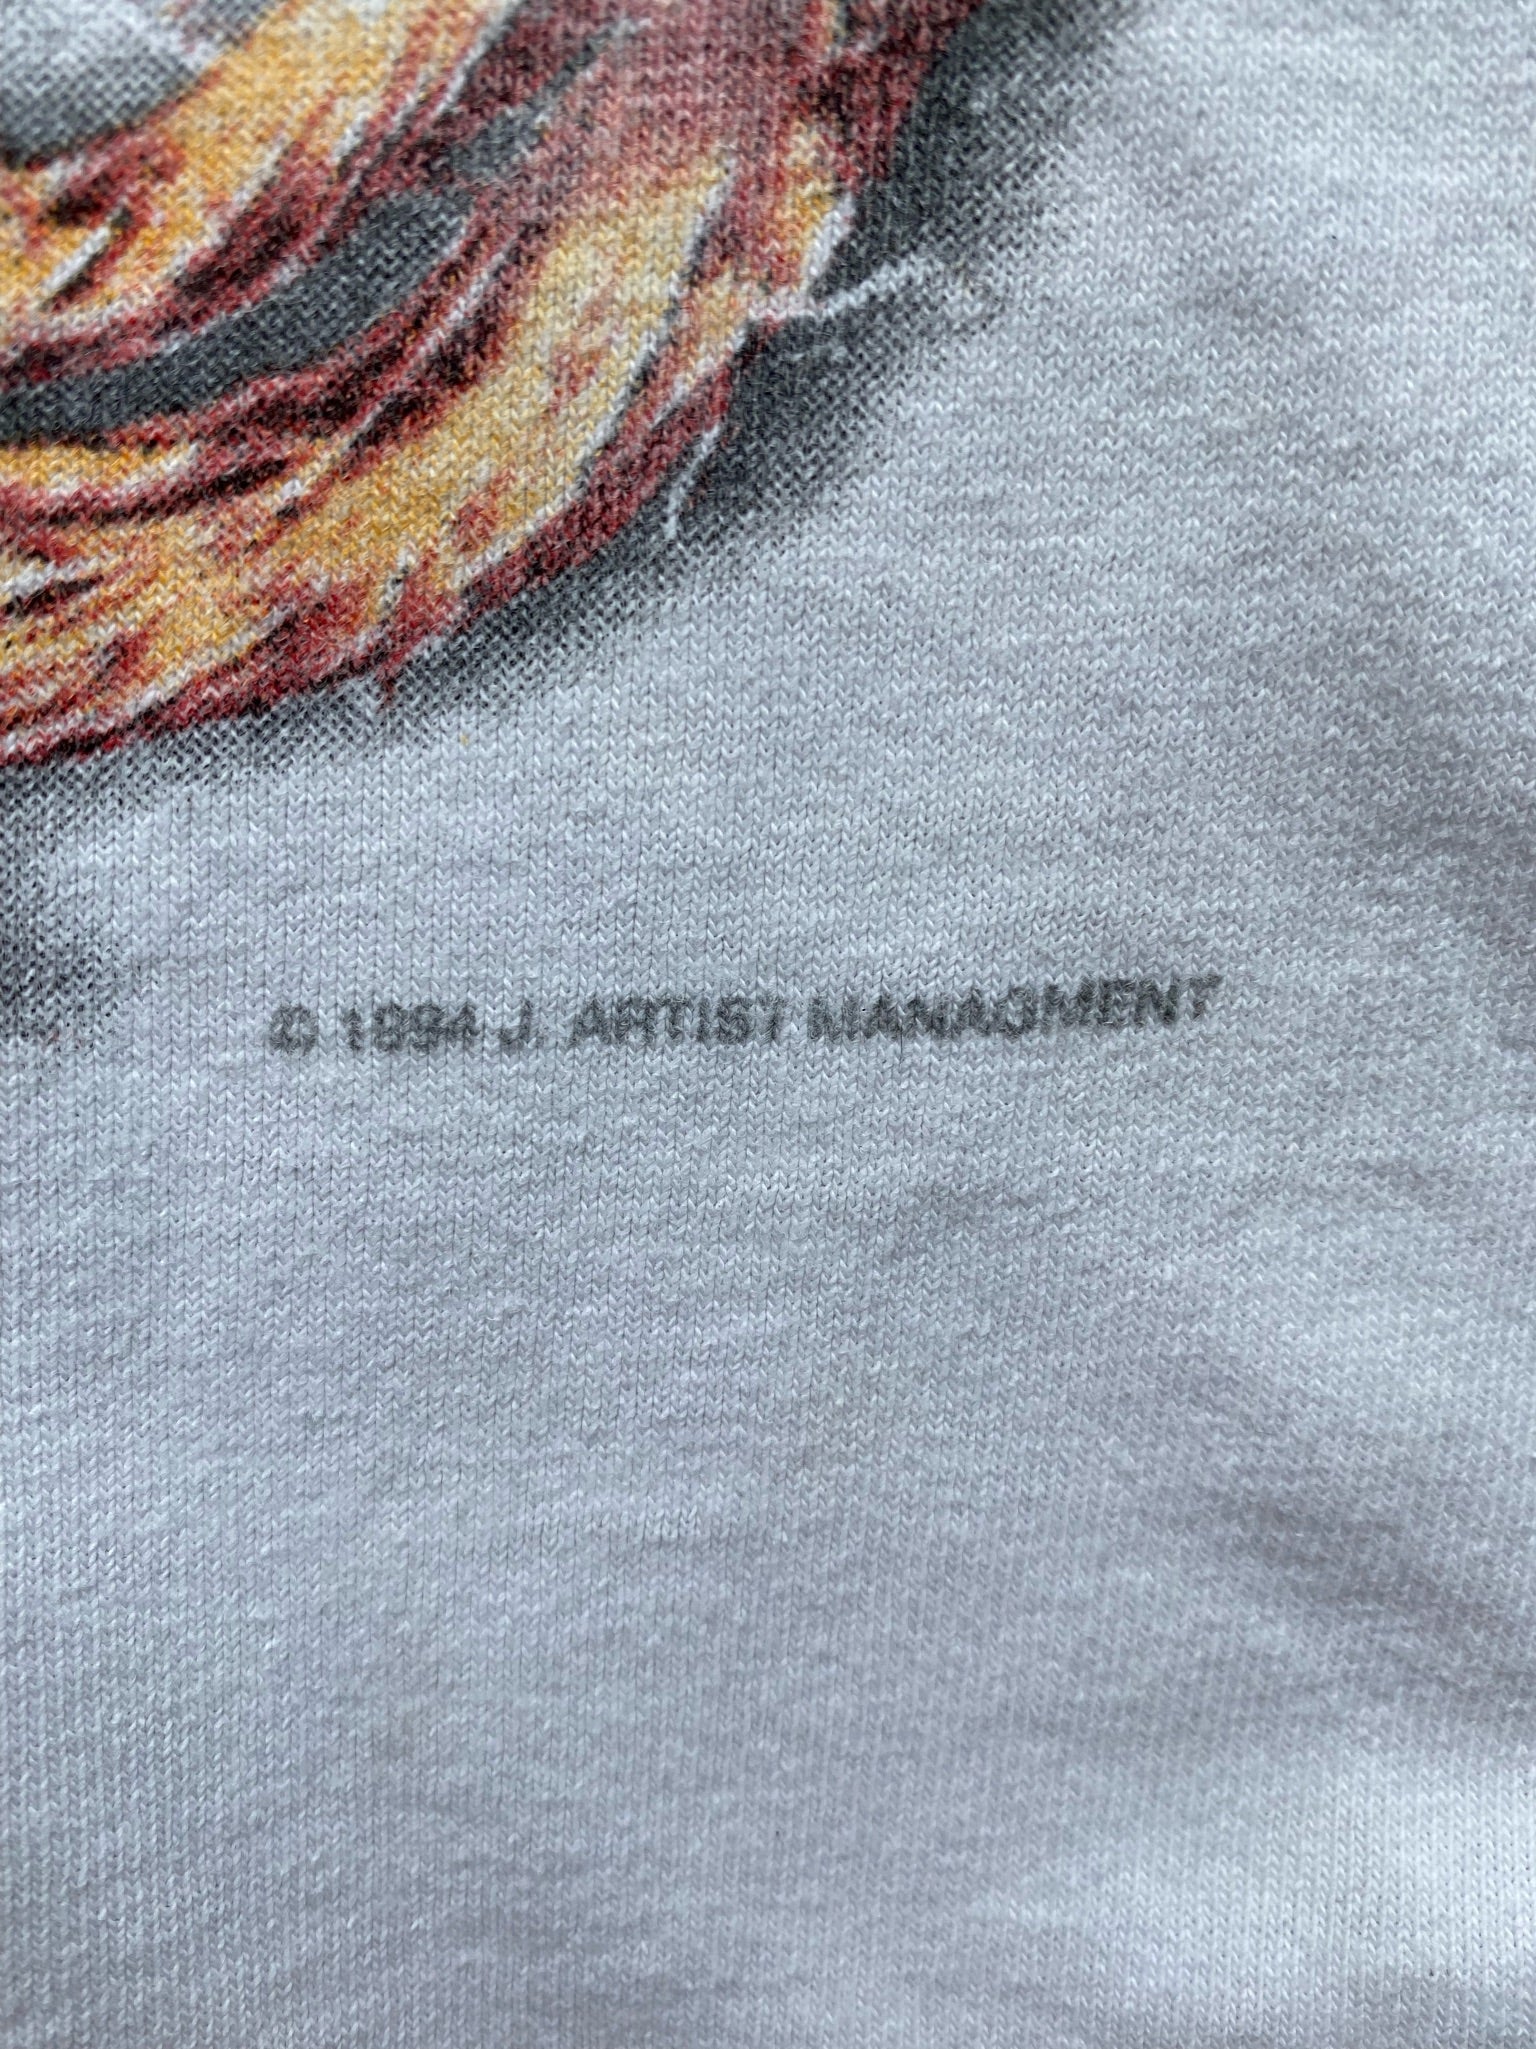 © 1994 J. ARTIST MANAGMENT